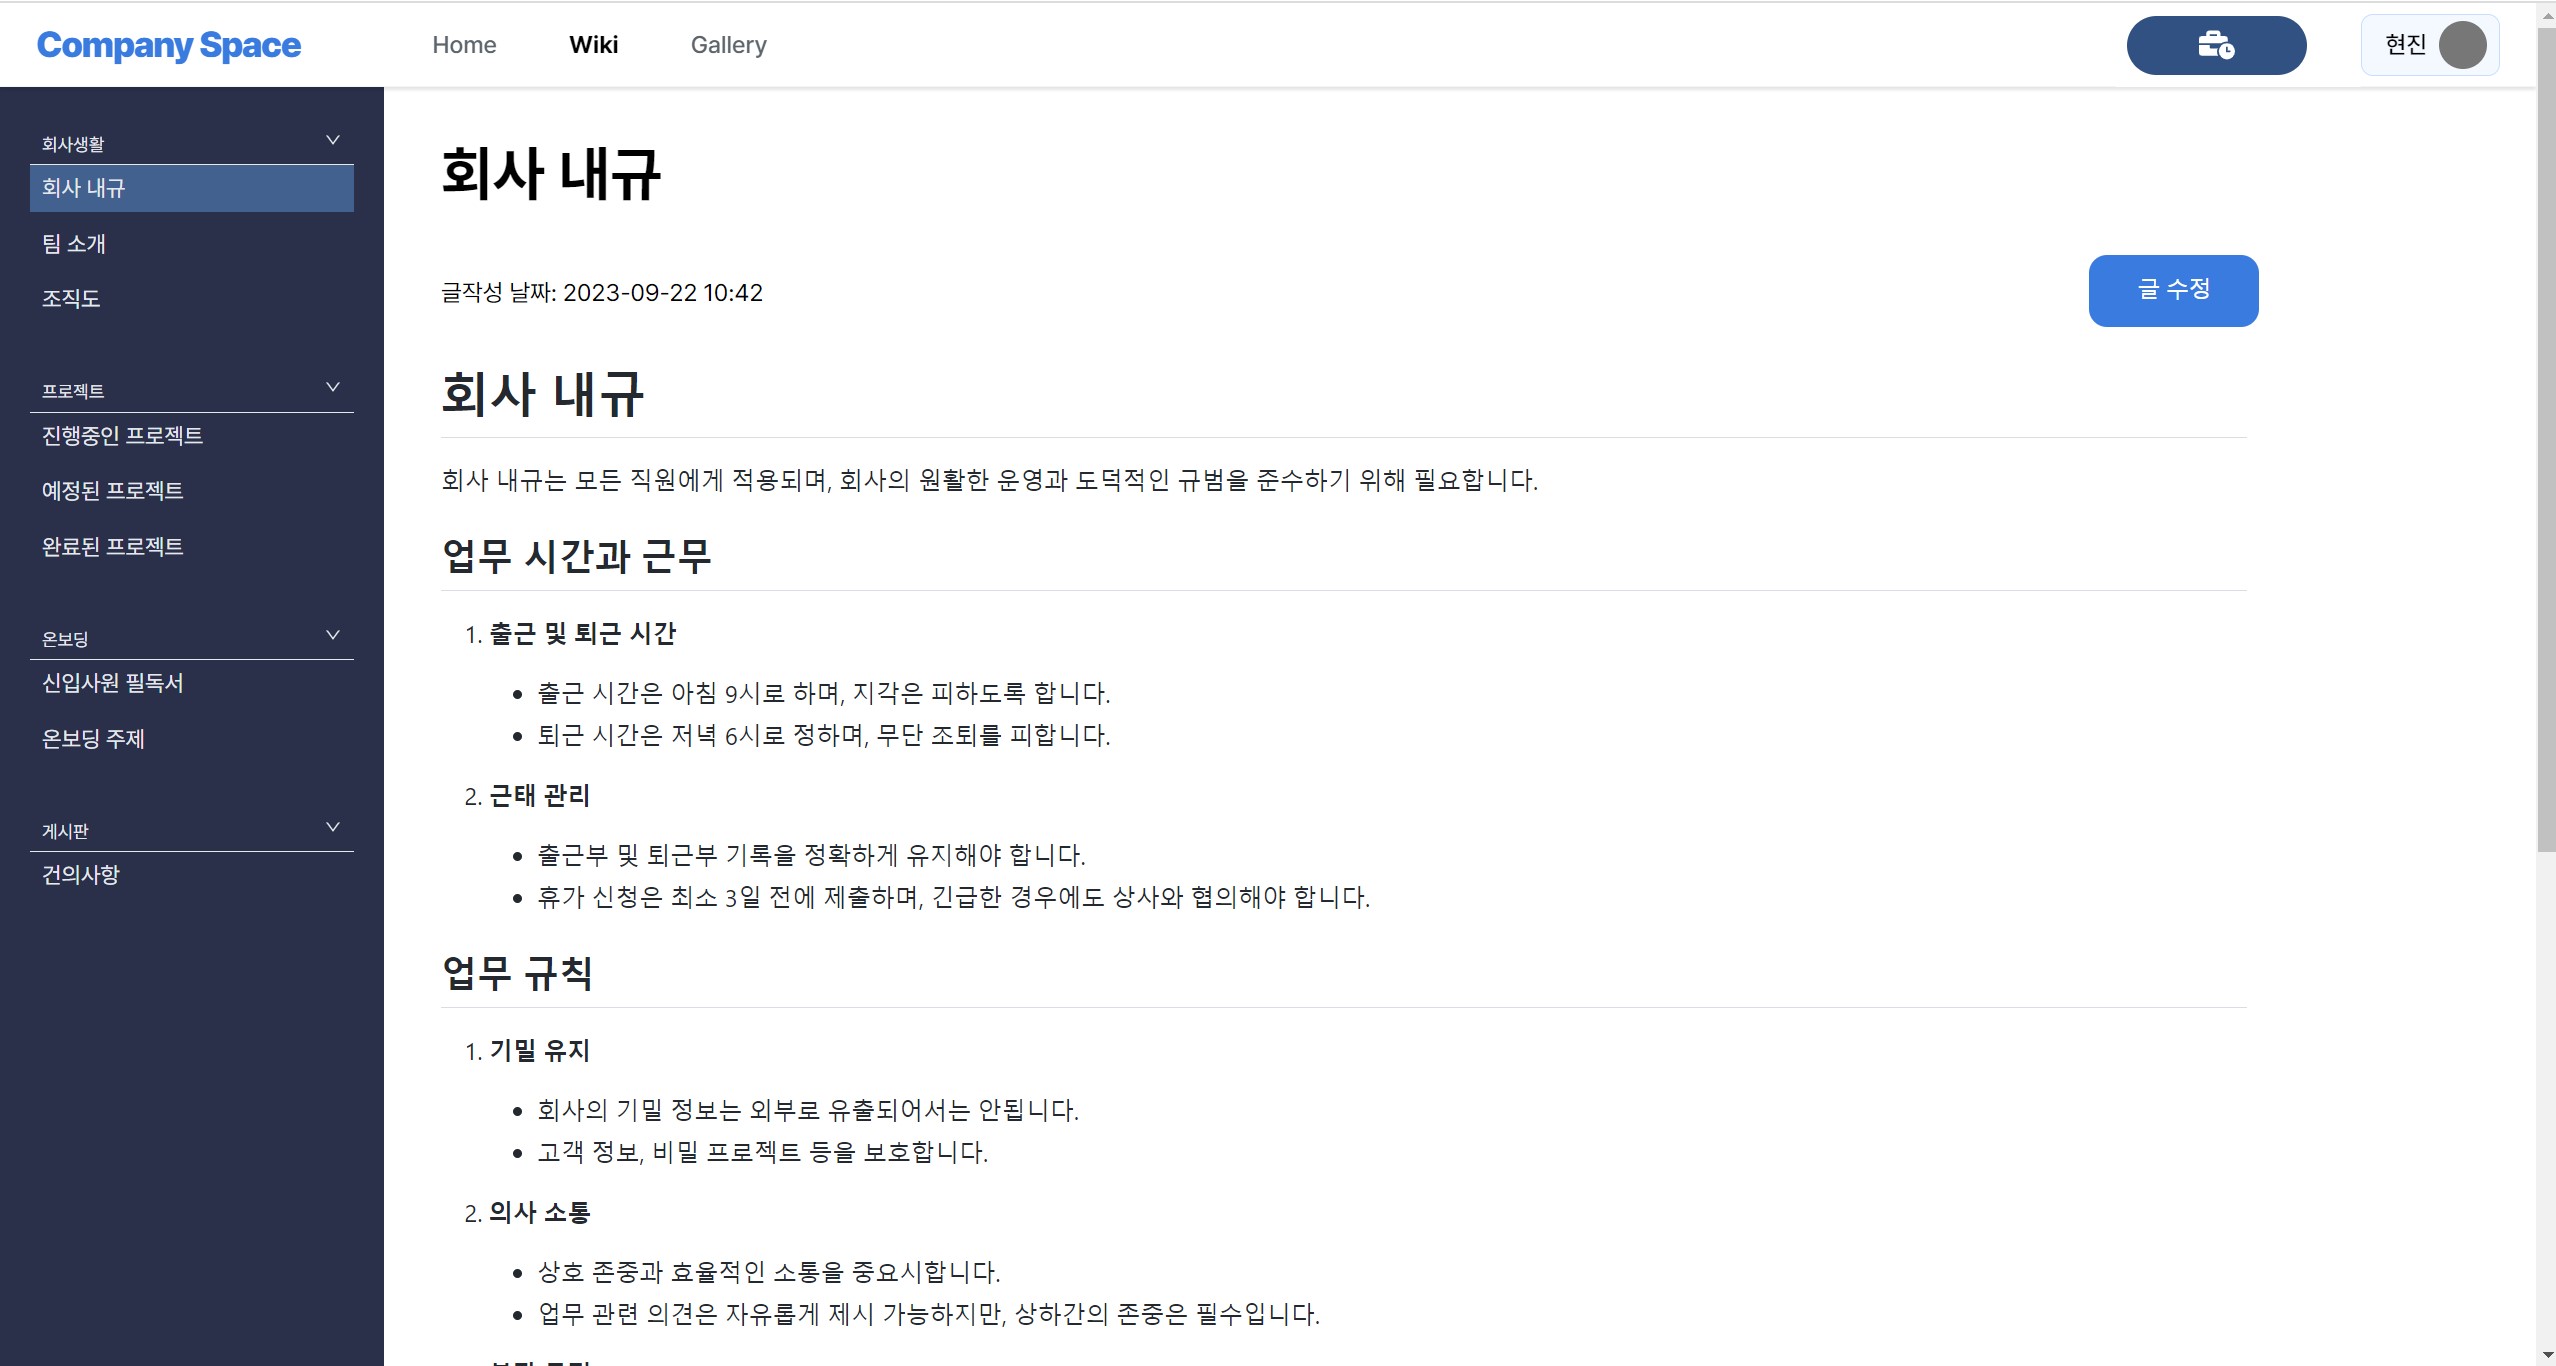 Company Space
Home
Wiki
Gallery
현진
회사생활
회사 내규
팀 소개
조직도
프로젝트
진행중인 프로젝트
예정된 프로젝트
완료된 프로젝트
온보딩
신입사원 필독서
온보딩 주제
게시판
건의사항
회사 내규
글작성 날짜: 2023-09-22 10:42
글 수정
회사 내규
회사 내규는 모든 직원에게 적용되며, 회사의 원활한 운영과 도덕적인 규범을 준수하기 위해 필요합니다.
업무 시간과 근무
1. 출근 및 퇴근 시간
• 출근 시간은 아침 9시로 하며, 지각은 피하도록 합니다.
• 퇴근 시간은 저녁 6시로 정하며, 무단 조퇴를 피합니다.
2. 근태 관리
• 출근부 및 퇴근부 기록을 정확하게 유지해야 합니다.
• 휴가 신청은 최소 3일 전에 제출하며, 긴급한 경우에도 상사와 협의해야 합니다.
업무 규칙
1. 기밀 유지
• 회사의 기밀 정보는 외부로 유출되어서는 안됩니다.
• 고객 정보, 비밀 프로젝트 등을 보호합니다.
2. 의사 소통
• 상호 존중과 효율적인 소통을 중요시합니다.
• 업무 관련 의견은 자유롭게 제시 가능하지만, 상하간의 존중은 필수입니다.